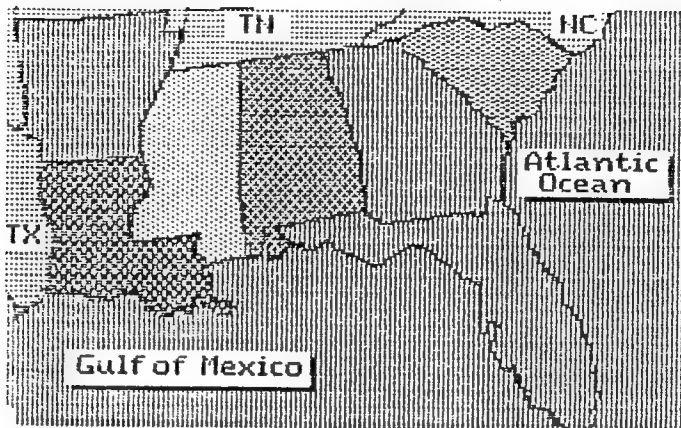 TN
NC
Atlantic
Ocean
TX
Gulf of Mexico